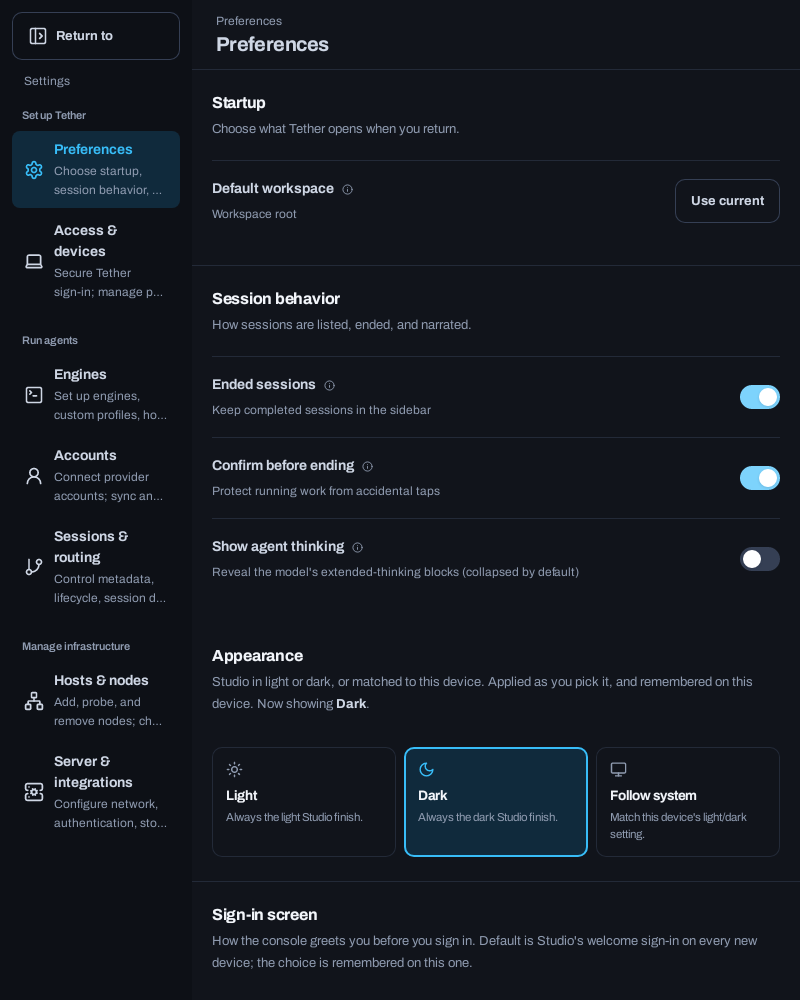 Return to
Settings
Set up Tether
Preferences
Choose startup,
session behavior, ...
Access &
devices
Secure Tether
sign-in; manage p...
Run agents
Engines
Set up engines,
custom profiles, ho...
Accounts
Connect provider
accounts; sync an...
Sessions &
routing
Control metadata,
lifecycle, session d...
Manage infrastructure
Hosts & nodes
Add, probe, and
remove nodes; ch...
Server &
integrations
Configure network,
authentication, sto...
Preferences
Preferences
Startup
Choose what Tether opens when you return.
Default workspace
Workspace root
Use current
Session behavior
How sessions are listed, ended, and narrated.
Ended sessions
Keep completed sessions in the sidebar
Confirm before ending
Protect running work from accidental taps
Show agent thinking
Reveal the model's extended-thinking blocks (collapsed by default)
Appearance
Studio in light or dark, or matched to this device. Applied as you pick it, and remembered on this
device. Now showing Dark.
Light
Always the light Studio finish.
Dark
Always the dark Studio finish.
Follow system
Match this device's light/dark
setting.
Sign-in screen
How the console greets you before you sign in. Default is Studio's welcome sign-in on every new
device; the choice is remembered on this one.